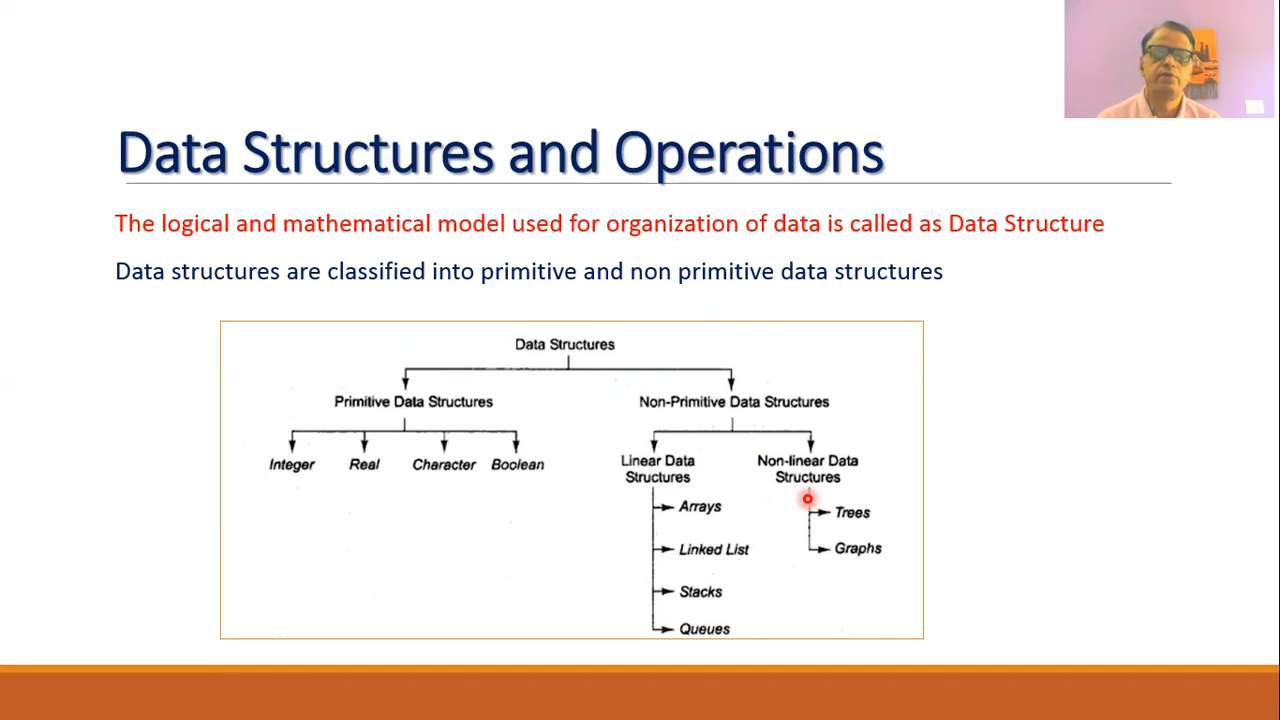 Data Structures and Operations
The logical and mathematical model used for organization of data is called as Data Structure
Data structures are classified into primitive and non primitive data structures
Data Structures
Primitive Data Structures
Non-Primitive Data Structures
Integer
Real
Character
Boolean
Linear Data
Structures
Non-linear Data
Structures
Arrays
Linked List
Stacks
Queues
Trees
Graphs